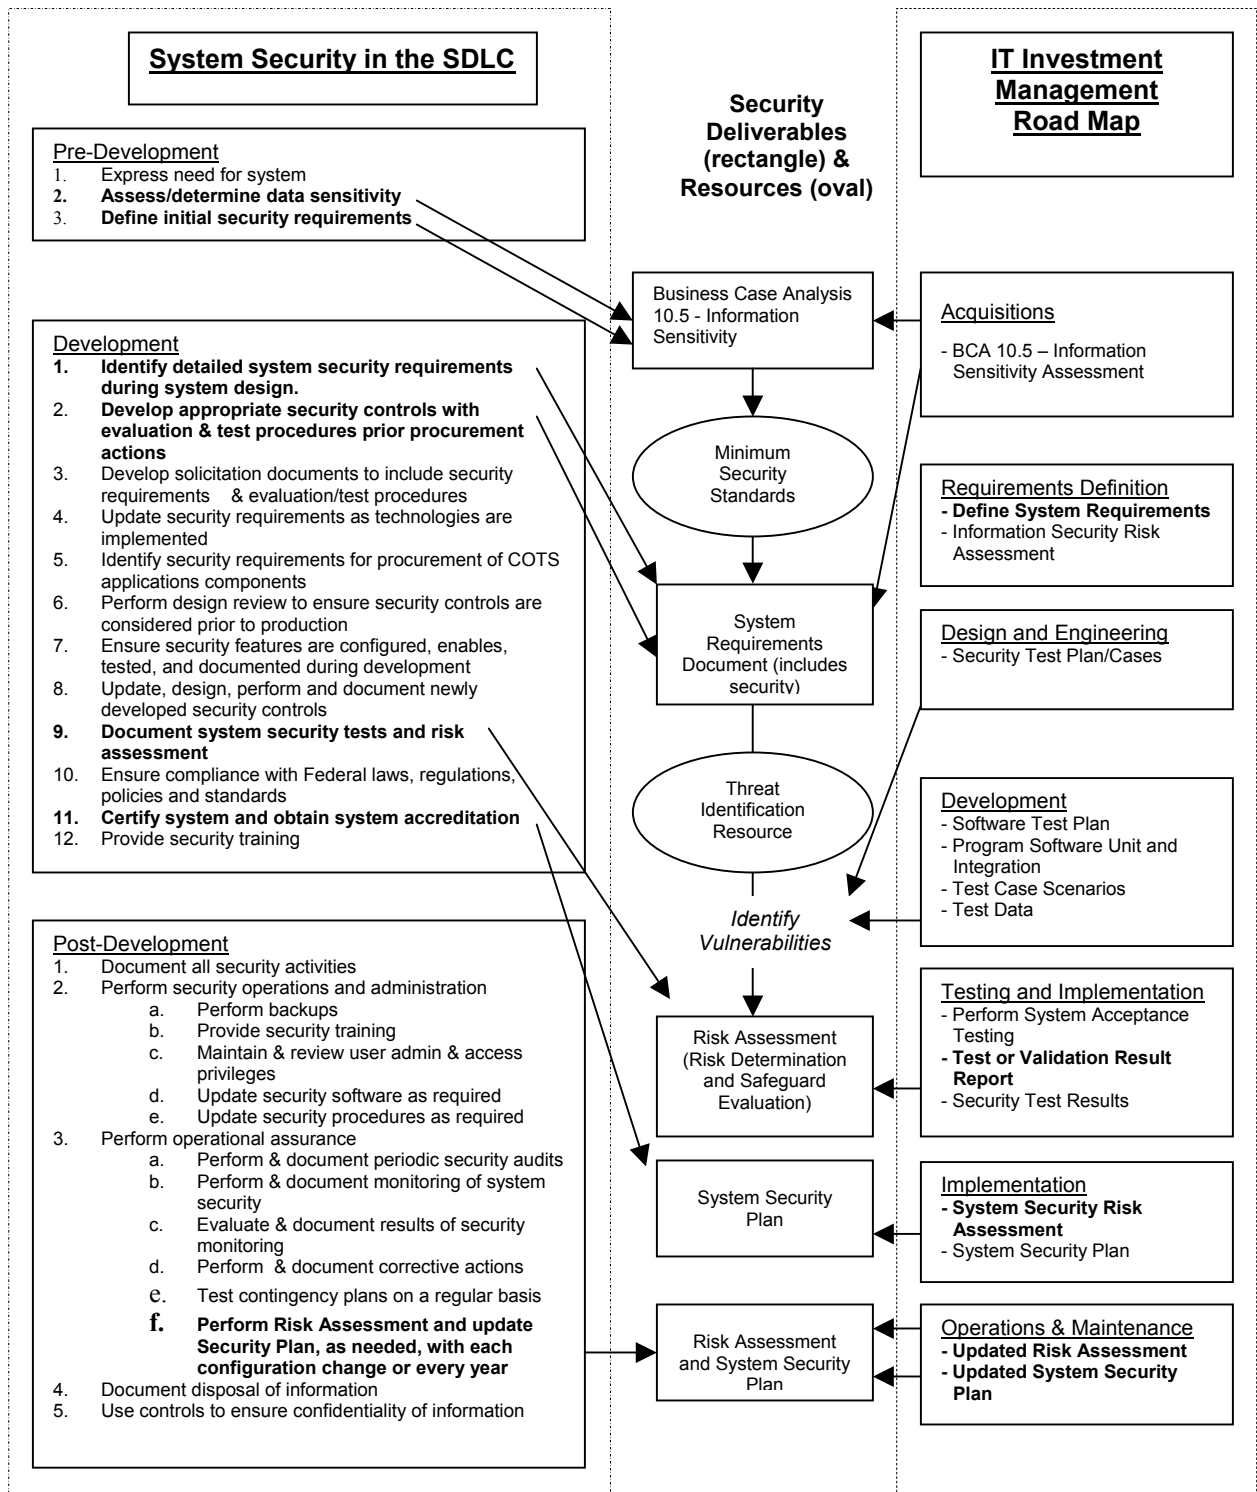 System Security in the SDLC
Pre-Development
1. Express need for system
2. Assess/determine data sensitivity
3. Define initial security requirements
Development
1. Identify detailed system security requirements
during system design.
2. Develop appropriate security controls with
evaluation & test procedures prior procurement
actions
3. Develop solicitation documents to include security
requirements & evaluation/test procedures
4. Update security requirements as technologies are
implemented
5. Identify security requirements for procurement of COTS
applications components
6. Perform design review to ensure security controls are
considered prior to production
7. Ensure security features are configured, enables,
tested, and documented during development
8. Update, design, perform and document newly
developed security controls
9. Document system security tests and risk
assessment
10. Ensure compliance with Federal laws, regulations,
policies and standards
11. Certify system and obtain system accreditation
12. Provide security training
Post-Development
1. Document all security activities
2. Perform security operations and administration
a. Perform backups
b. Provide security training
c. Maintain & review user admin & access
privileges
d. Update security software as required
e. Update security procedures as required
3. Perform operational assurance
a. Perform & document periodic security audits
b. Perform & document monitoring of system
security
c. Evaluate & document results of security
monitoring
d. Perform & document corrective actions
e. Test contingency plans on a regular basis
f. Perform Risk Assessment and update
Security Plan, as needed, with each
configuration change or every year
4. Document disposal of information
5. Use controls to ensure confidentiality of information
Security
Deliverables
(rectangle) &
Resources (oval)
Business Case Analysis
10.5 - Information
Sensitivity
Minimum
Security
Standards
System
Requirements
Document (includes
security)
Threat
Identification
Resource
Identify
Vulnerabilities
Risk Assessment
(Risk Determination
and Safeguard
Evaluation)
System Security
Plan
Risk Assessment
and System Security
Plan
IT Investment
Management
Road Map
Acquisitions
- BCA 10.5 – Information
Sensitivity Assessment
Requirements Definition
- Define System Requirements
- Information Security Risk
Assessment
Design and Engineering
- Security Test Plan/Cases
Development
- Software Test Plan
- Program Software Unit and
Integration
- Test Case Scenarios
- Test Data
Testing and Implementation
- Perform System Acceptance
Testing
- Test or Validation Result
Report
- Security Test Results
Implementation
- System Security Risk
Assessment
- System Security Plan
Operations & Maintenance
- Updated Risk Assessment
- Updated System Security
Plan